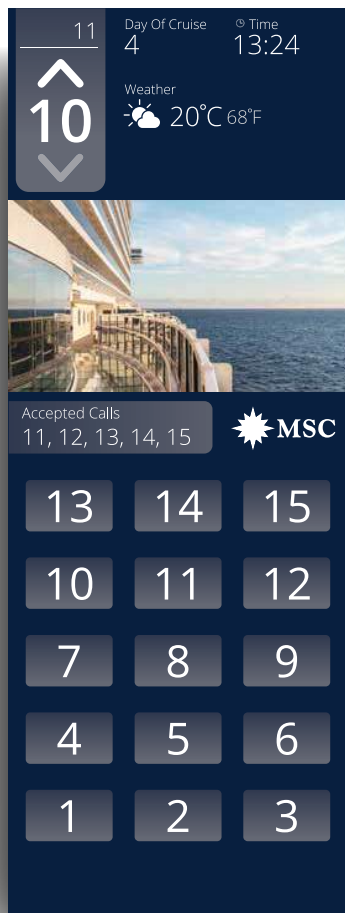 11
10
Day Of Cruise
4
Time
13:24
Weather
20°C 68°F
Accepted Calls
11, 12, 13, 14, 15
MSC
13 14 15
10 11 12
7 8 9
4 5 6
1 2 3